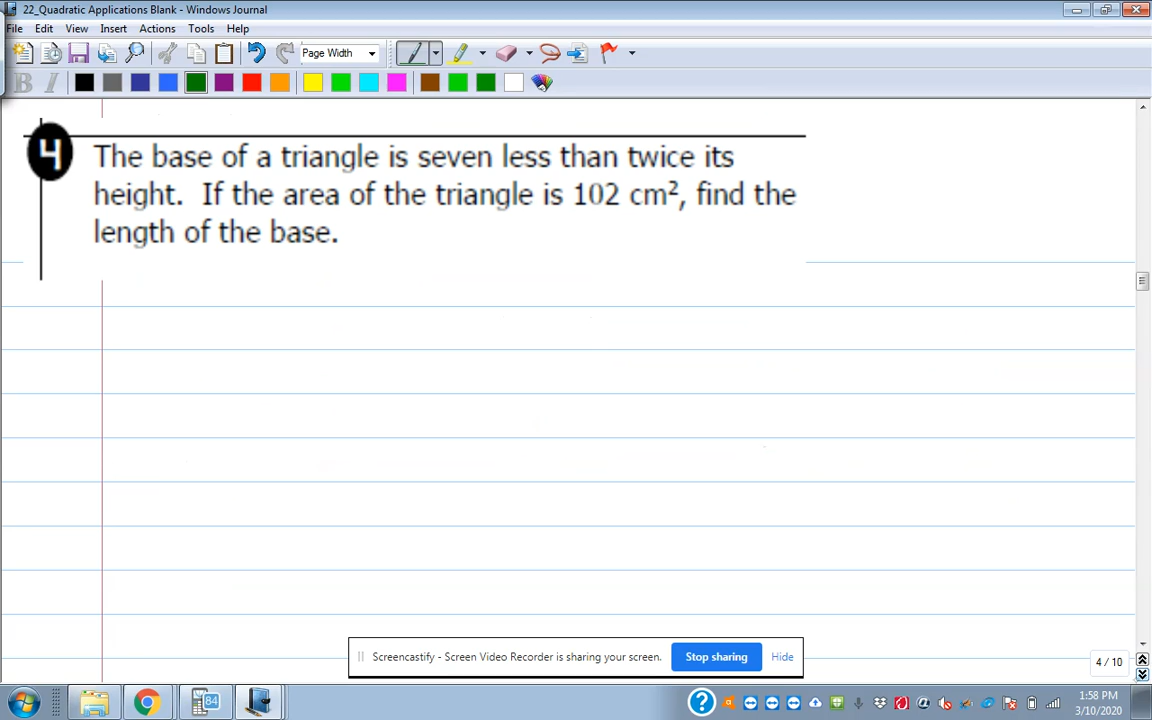 22_Quadratic Applications Blank - Windows Journal
File Edit View Insert Actions Tools Help
Page Width
B I
4 The base of a triangle is seven less than twice its
height. If the area of the triangle is 102 cm², find the
length of the base.
Screencastify - Screen Video Recorder is sharing your screen. Stop sharing Hide
4 / 10
84
1:58 PM
3/10/2020